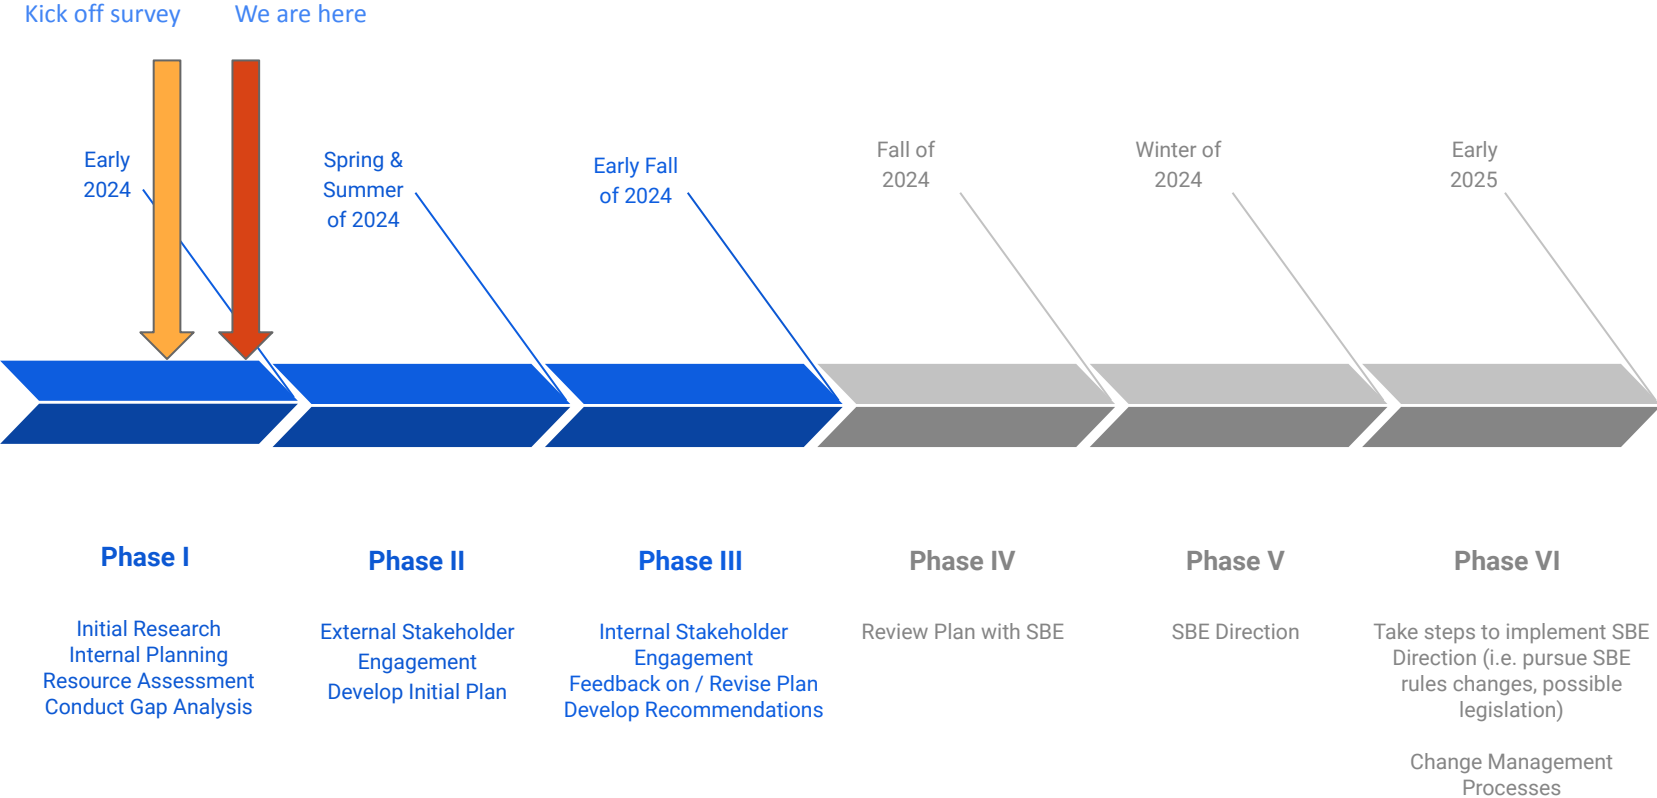 Kick off survey
We are here
Early
2024
Spring &
Summer
of 2024
Early Fall
of 2024
Fall of
2024
Winter of
2024
Early
2025
Phase I
Initial Research
Internal Planning
Resource Assessment
Conduct Gap Analysis
Phase II
External Stakeholder
Engagement
Develop Initial Plan
Phase III
Internal Stakeholder
Engagement
Feedback on / Revise Plan
Develop Recommendations
Phase IV
Review Plan with SBE
Phase V
SBE Direction
Phase VI
Take steps to implement SBE
Direction (i.e. pursue SBE
rules changes, possible
legislation)
Change Management
Processes